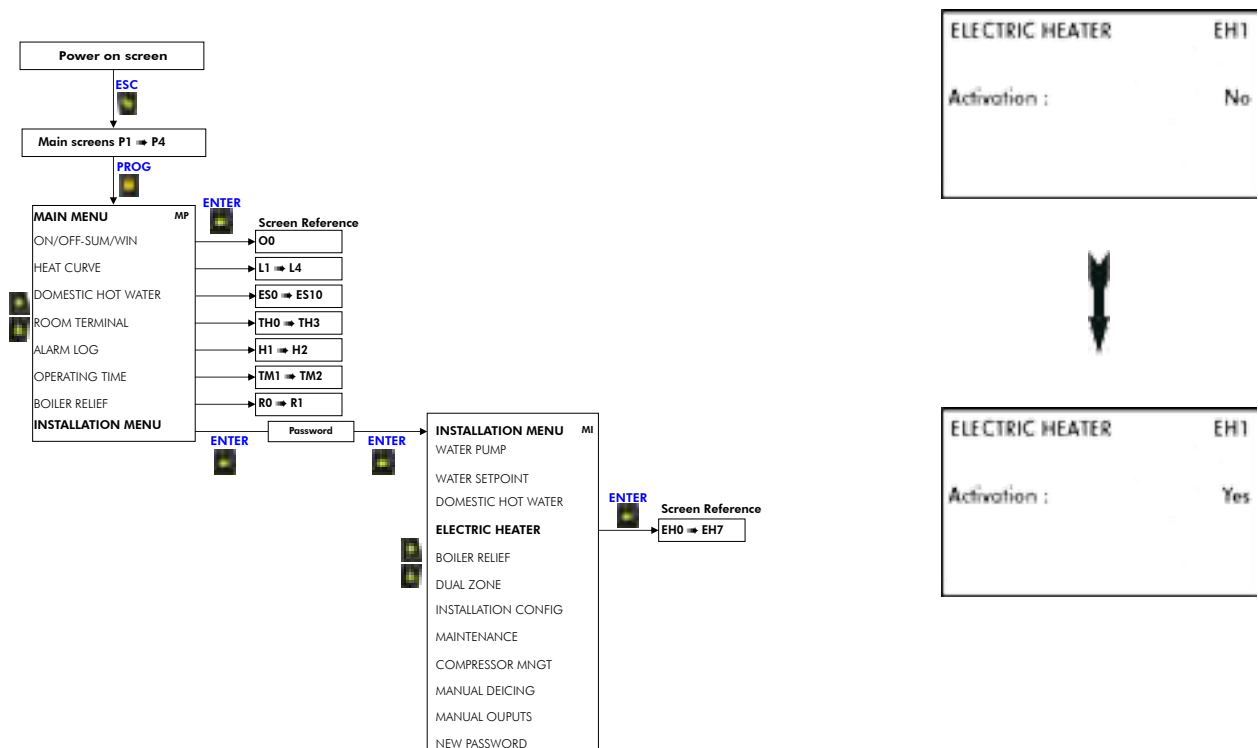 Power on screen
ESC
Main screens P1 ➠ P4
PROG
MAIN MENU MP
ENTER
Screen Reference
ON/OFF-SUM/WIN
O0
HEAT CURVE
L1 ➠ L4
DOMESTIC HOT WATER
ES0 ➠ ES10
ROOM TERMINAL
TH0 ➠ TH3
ALARM LOG
H1 ➠ H2
OPERATING TIME
TM1 ➠ TM2
BOILER RELIEF
R0 ➠ R1
INSTALLATION MENU
ENTER
Password
ENTER
INSTALLATION MENU MI
WATER PUMP
WATER SETPOINT
DOMESTIC HOT WATER
ELECTRIC HEATER
ENTER
Screen Reference
EH0 ➠ EH7
BOILER RELIEF
DUAL ZONE
INSTALLATION CONFIG
MAINTENANCE
COMPRESSOR MNGT
MANUAL DEICING
MANUAL OUPUTS
NEW PASSWORD
ELECTRIC HEATER EH1
Activation : No
ELECTRIC HEATER EH1
Activation : Yes